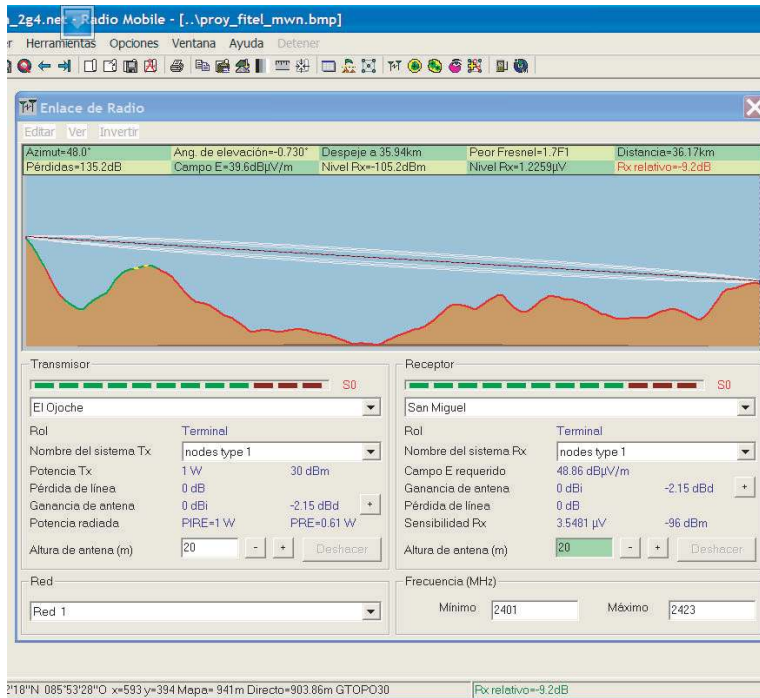 _2g4.net - Radio Mobile - [..\proy_fitel_mwn.bmp]
Herramientas Opciones Ventana Ayuda Detener
Enlace de Radio
Editar Ver Invertir
Azimut=48.0° Ang. de elevación=-0.730° Despeje a 35.94km Peor Fresnel=1.7F1 Distancia=36.17km
Pérdidas=135.2dB Campo E=39.6dBµV/m Nivel Rx=-105.2dBm Nivel Rx=1.2259µV Rx relativo=-9.2dB
Transmisor
S0
El Ojoche
Rol Terminal
Nombre del sistema Tx nodes type 1
Potencia Tx 1 W 30 dBm
Pérdida de línea 0 dB
Ganancia de antena 0 dBi -2.15 dBd +
Potencia radiada PIRE=1 W PRE=0.61 W
Altura de antena (m) 20 - + Deshacer
Receptor
S0
San Miguel
Rol Terminal
Nombre del sistema Rx nodes type 1
Campo E requerido 48.86 dBµV/m
Ganancia de antena 0 dBi -2.15 dBd +
Pérdida de línea 0 dB
Sensibilidad Rx 3.5481 µV -96 dBm
Altura de antena (m) 20 - + Deshacer
Red
Red 1
Frecuencia (MHz)
Mínimo 2401 Máximo 2423
2'18"N 085°53'28"O x=593 y=394 Mapa= 941m Directo=903.86m GTOPO30 Rx relativo=-9.2dB